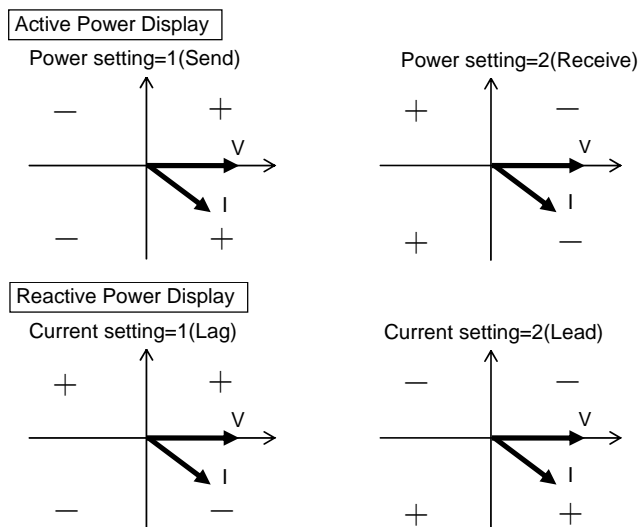 Active Power Display
Power setting=1(Send)
Power setting=2(Receive)
− +
+ −
V
V
I
I
− +
+ −
Reactive Power Display
Current setting=1(Lag)
Current setting=2(Lead)
+ +
− −
V
V
I
I
− −
+ +